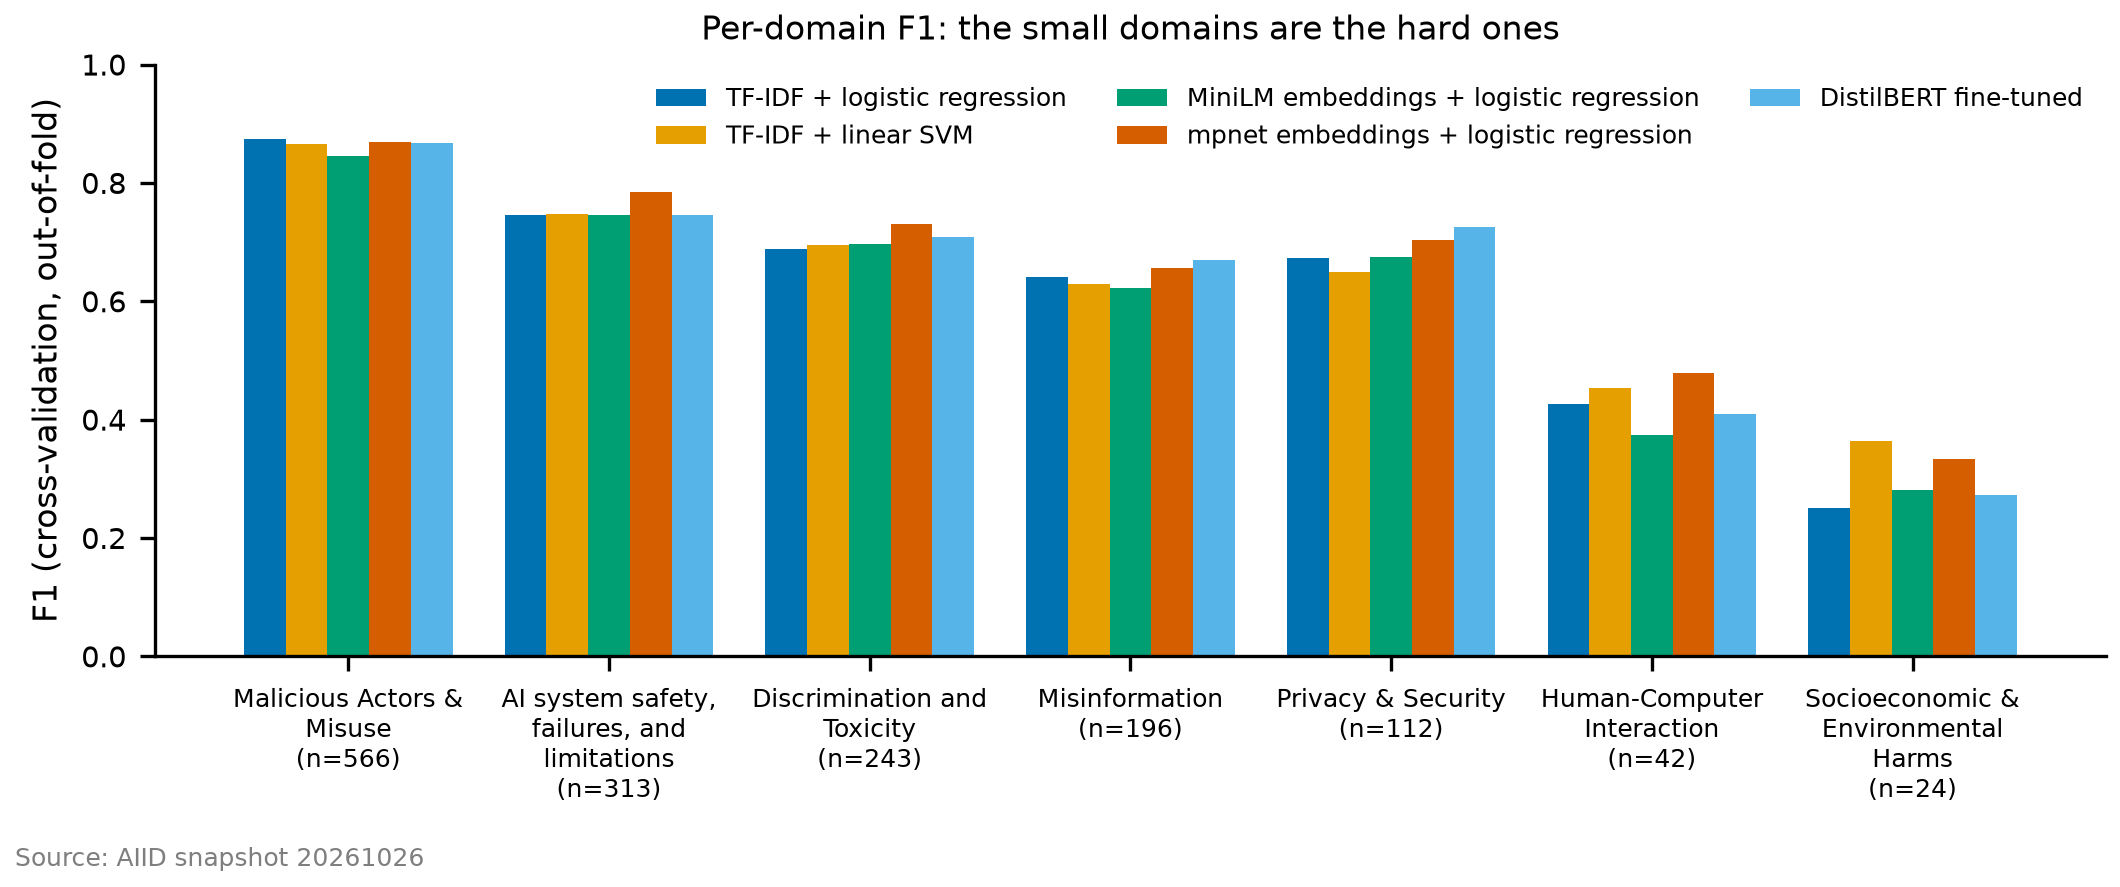 Per-domain F1: the small domains are the hard ones
F1 (cross-validation, out-of-fold)
1.0
0.8
0.6
0.4
0.2
0.0
TF-IDF + logistic regression
TF-IDF + linear SVM
MiniLM embeddings + logistic regression
mpnet embeddings + logistic regression
DistilBERT fine-tuned
Malicious Actors &
Misuse
(n=566)
AI system safety,
failures, and
limitations
(n=313)
Discrimination and
Toxicity
(n=243)
Misinformation
(n=196)
Privacy & Security
(n=112)
Human-Computer
Interaction
(n=42)
Socioeconomic &
Environmental
Harms
(n=24)
Source: AIID snapshot 20261026